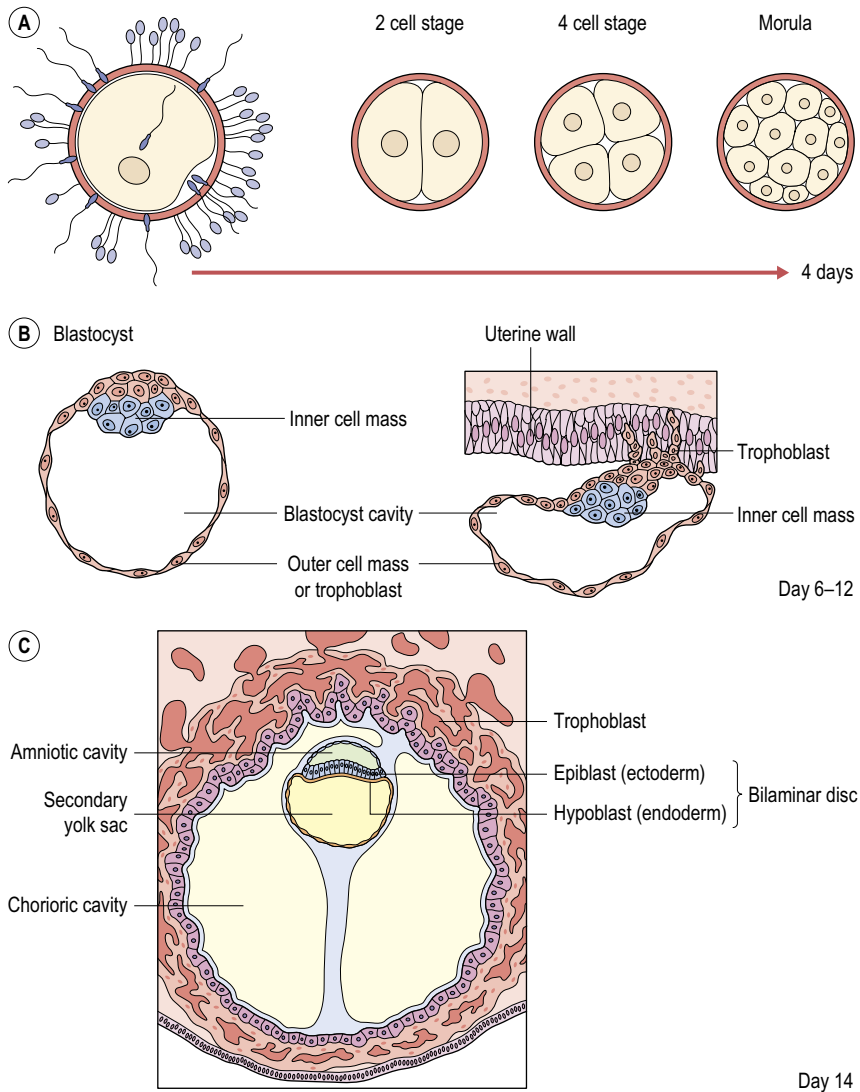 A
2 cell stage
4 cell stage
Morula
4 days
B
Blastocyst
Uterine wall
Inner cell mass
Trophoblast
Blastocyst cavity
Inner cell mass
Outer cell mass
or trophoblast
Day 6–12
C
Trophoblast
Amniotic cavity
Epiblast (ectoderm)
Bilaminar disc
Secondary
yolk sac
Hypoblast (endoderm)
Chorioric cavity
Day 14